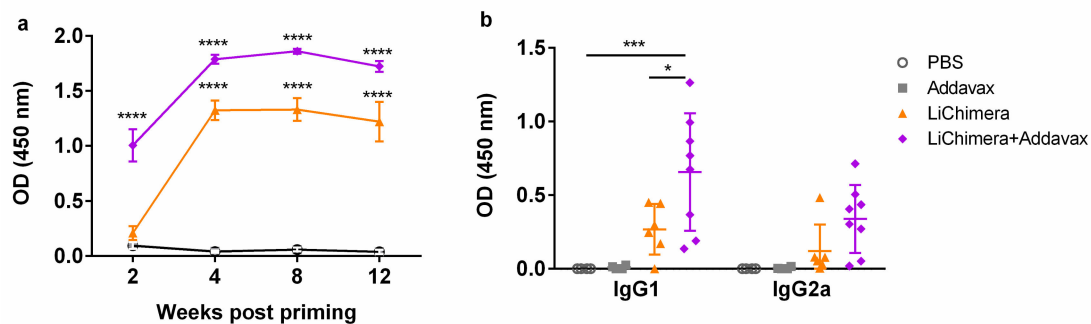 a
2.0
1.5
1.0
0.5
0.0
OD (450 nm)
****
****
****
****
****
****
****
2
4
8
12
Weeks post priming
b
1.5
1.0
0.5
0.0
OD (450 nm)
***
*
IgG1
IgG2a
PBS
Addavax
LiChimera
LiChimera+Addavax